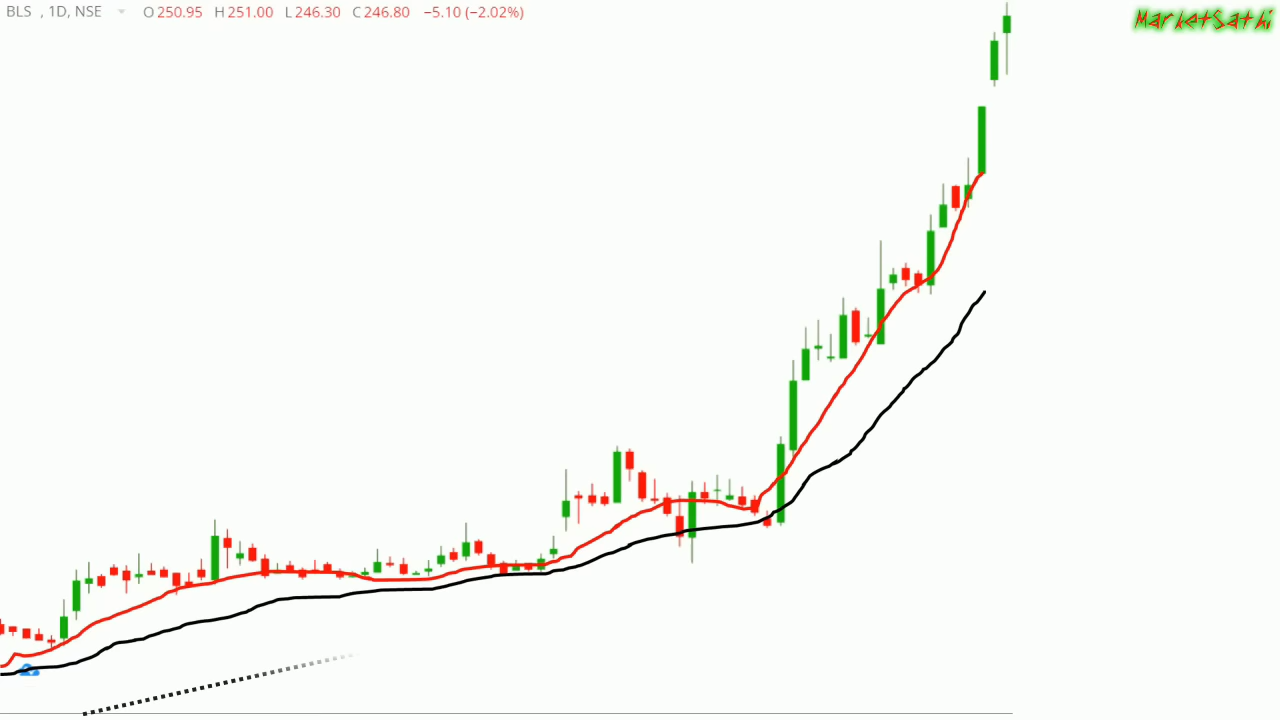 BLS , 1D, NSE O250.95 H251.00 L246.30 C246.80 −5.10 (−2.02%)
MarketSathi